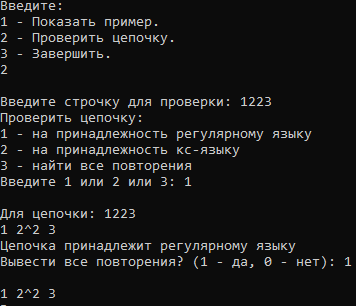 Введите:
1 - Показать пример.
2 - Проверить цепочку.
3 - Завершить.
2
Введите строчку для проверки: 1223
Проверить цепочку:
1 - на принадлежность регулярному языку
2 - на принадлежность кс-языку
3 - найти все повторения
Введите 1 или 2 или 3: 1
Для цепочки: 1223
1 2^2 3
Цепочка принадлежит регулярному языку
Вывести все повторения? (1 - да, 0 - нет): 1
1 2^2 3